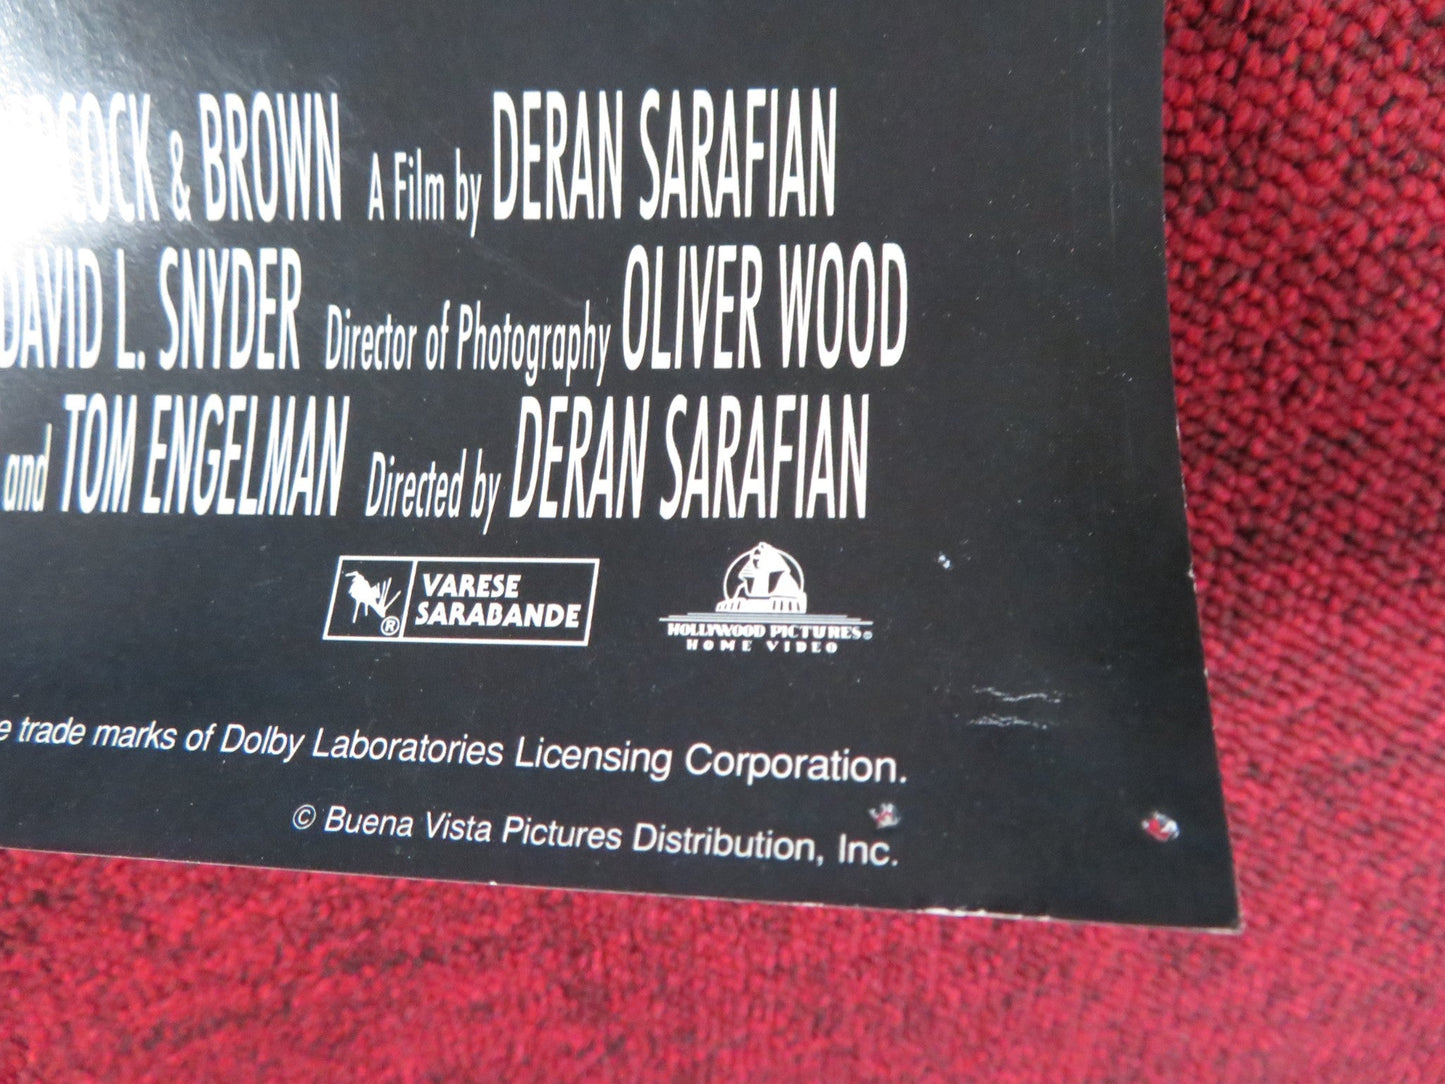 & BROWN A Film by DERAN SARAFIAN
DAVID L. SNYDER Director of Photography OLIVER WOOD
and TOM ENGELMAN Directed by DERAN SARAFIAN
VARESE
SARABANDE
®
HOLLYWOOD PICTURES®
HOME VIDEO
trade marks of Dolby Laboratories Licensing Corporation.
© Buena Vista Pictures Distribution, Inc.